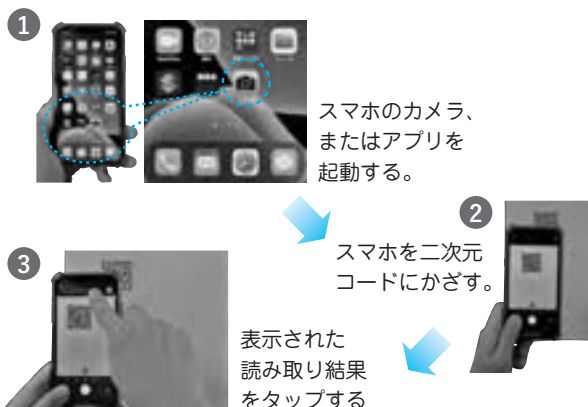 1
スマホのカメラ、
またはアプリを
起動する。
2
スマホを二次元
コードにかざす。
3
表示された
読み取り結果
をタップする